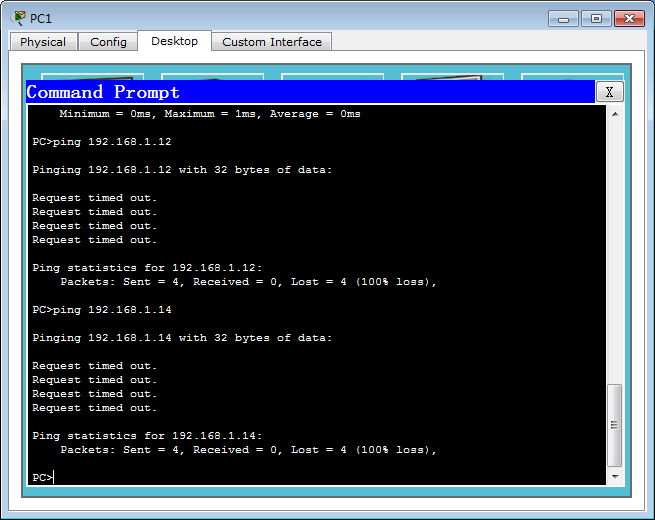 PC1
Physical Config Desktop Custom Interface
Command Prompt X
Minimum = 0ms, Maximum = 1ms, Average = 0ms
PC>ping 192.168.1.12
Pinging 192.168.1.12 with 32 bytes of data:
Request timed out.
Request timed out.
Request timed out.
Request timed out.
Ping statistics for 192.168.1.12:
Packets: Sent = 4, Received = 0, Lost = 4 (100% loss),
PC>ping 192.168.1.14
Pinging 192.168.1.14 with 32 bytes of data:
Request timed out.
Request timed out.
Request timed out.
Request timed out.
Ping statistics for 192.168.1.14:
Packets: Sent = 4, Received = 0, Lost = 4 (100% loss),
PC>